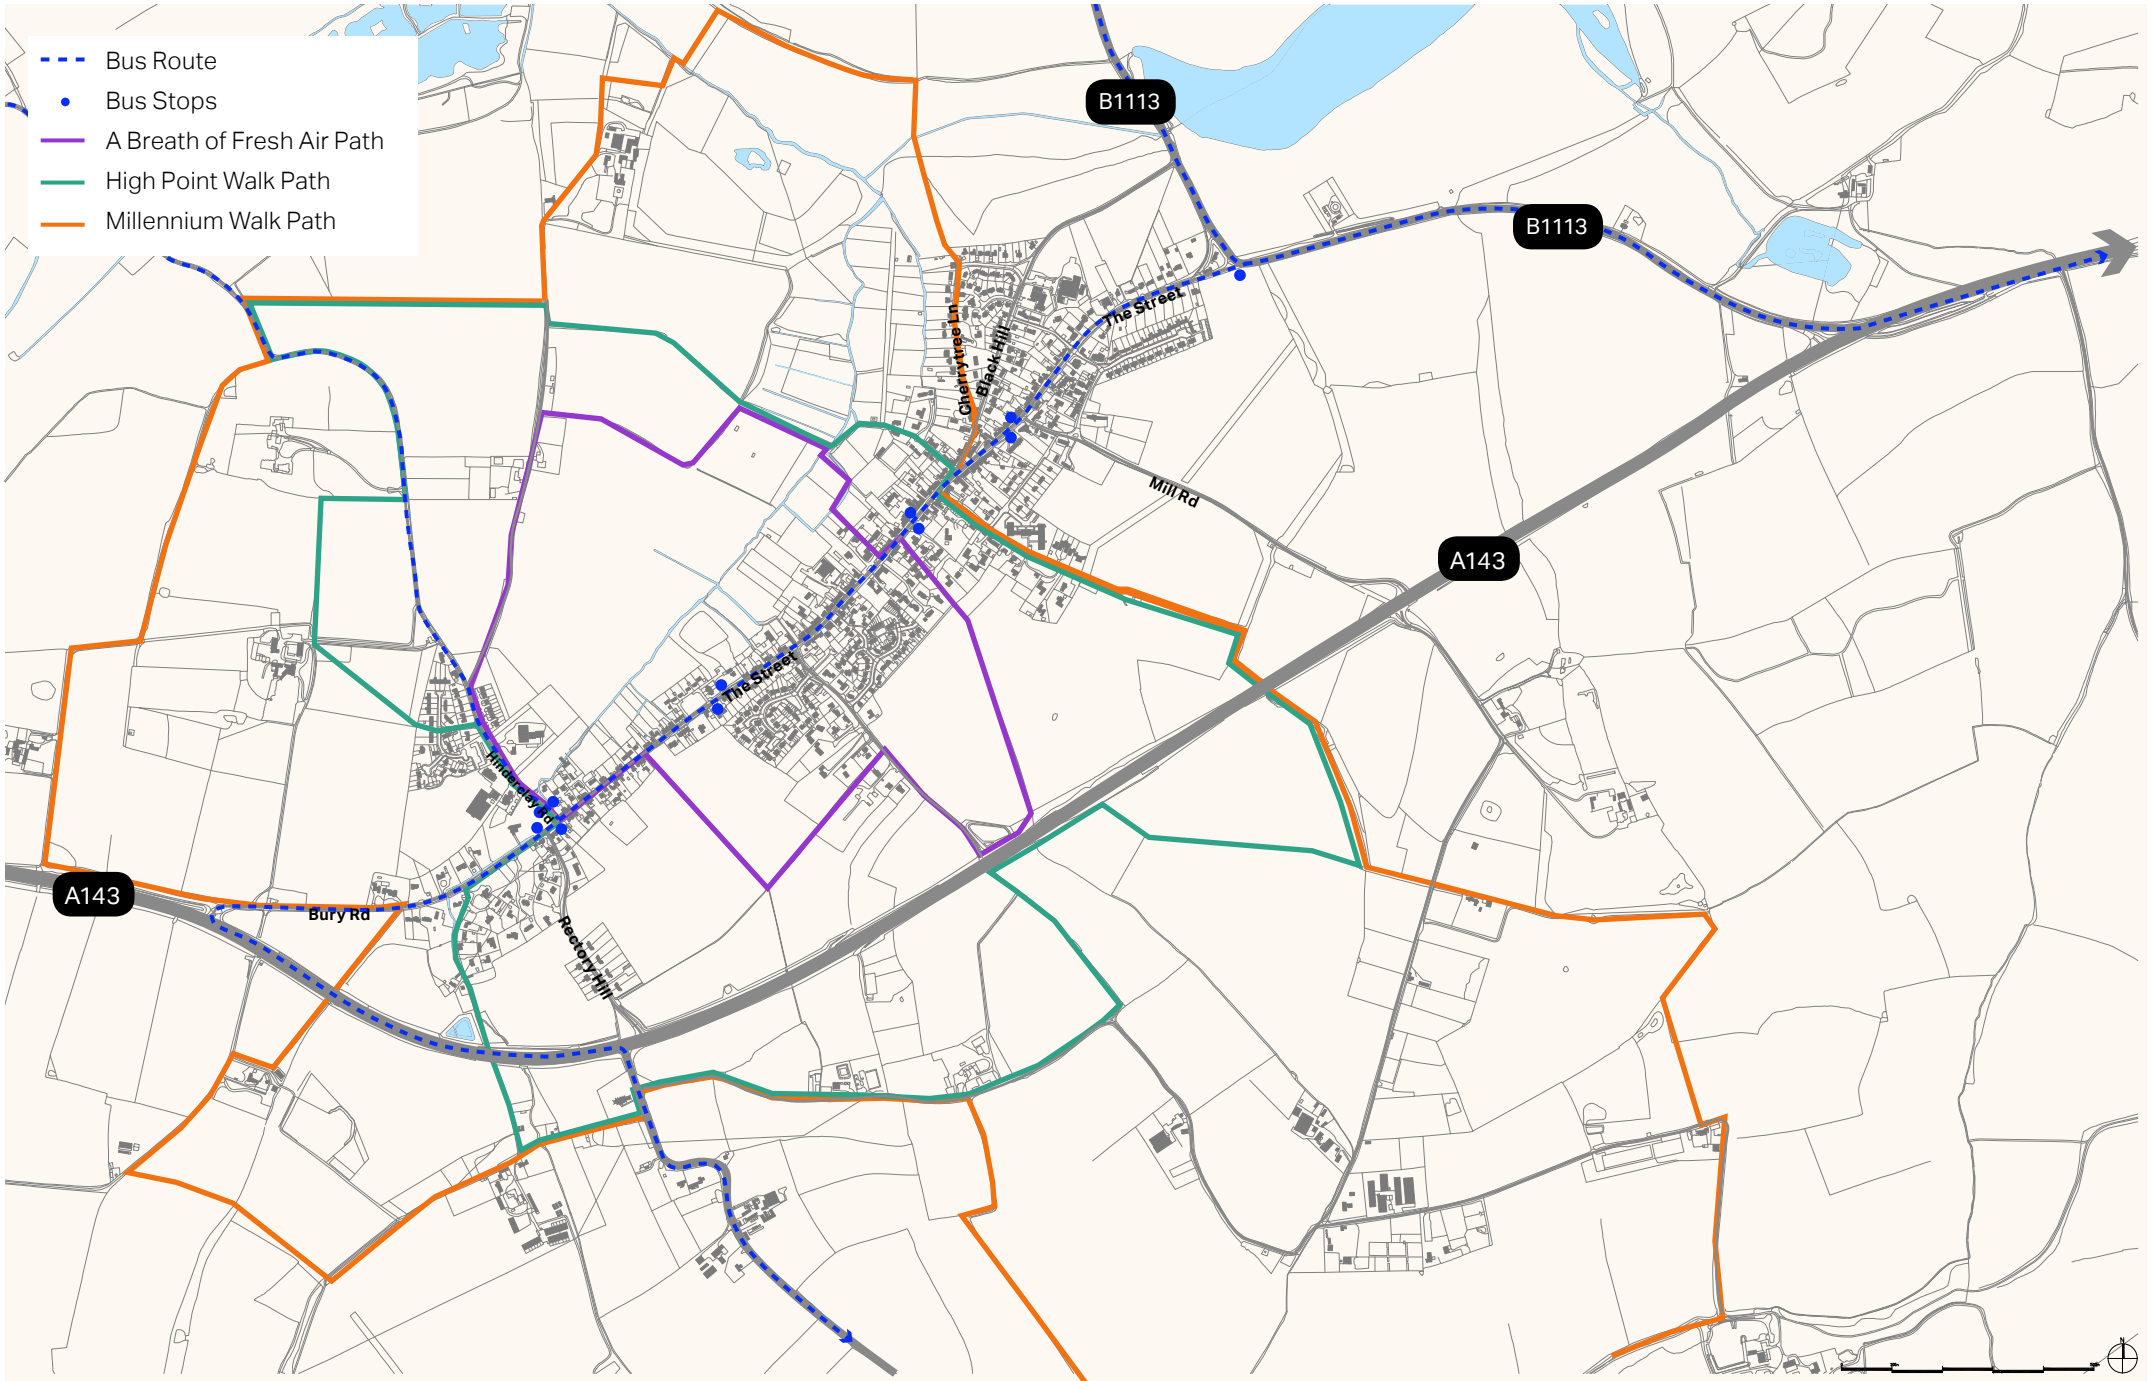 Bus Route
Bus Stops
A Breath of Fresh Air Path
High Point Walk Path
Millennium Walk Path
B1113
B1113
The Street
Cherrytree Ln
Black Hill
Mill Rd
A143
The Street
Hinderclay Rd
A143
Bury Rd
Rectory Hill
N